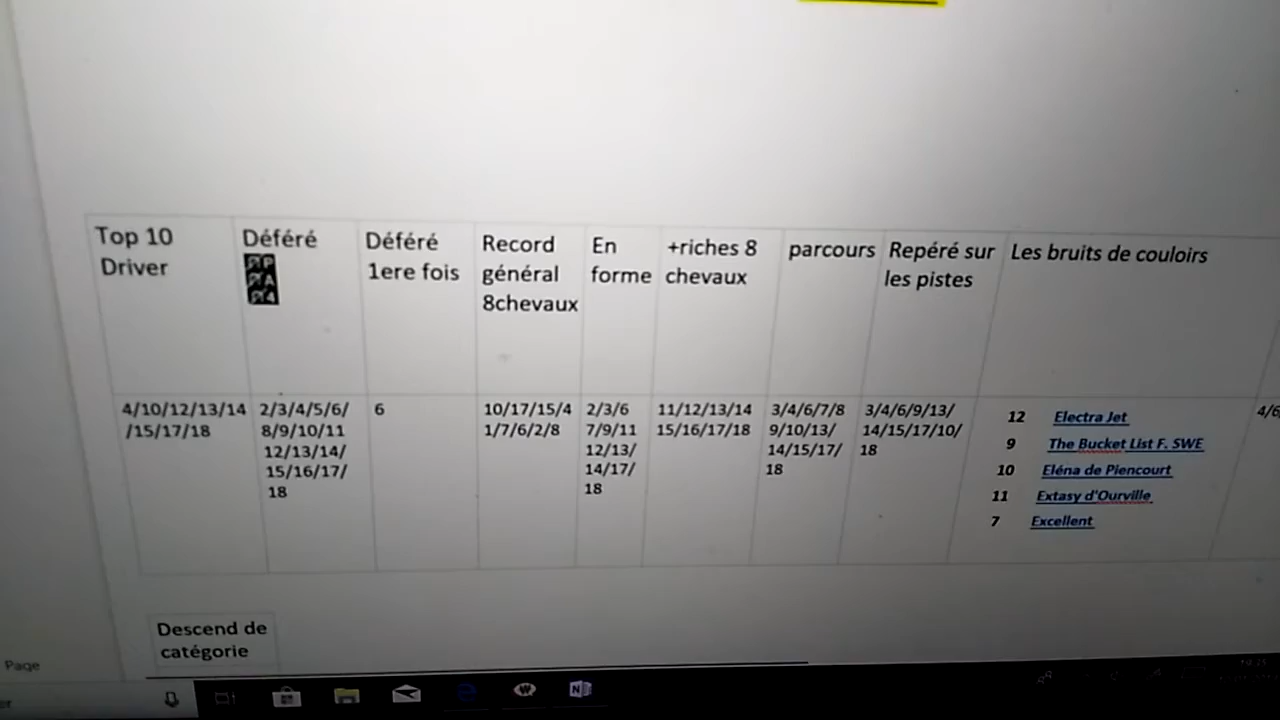 Top 10
Driver
Déféré
Déféré
1ere fois
Record
général
8chevaux
En
forme
+riches 8
chevaux
parcours
Repéré sur
les pistes
Les bruits de couloirs
4/10/12/13/14
/15/17/18
2/3/4/5/6/
8/9/10/11
12/13/14/
15/16/17/
18
6
10/17/15/4
1/7/6/2/8
2/3/6
7/9/11
12/13/
14/17/
18
11/12/13/14
15/16/17/18
3/4/6/7/8
9/10/13/
14/15/17/
18
3/4/6/9/13/
14/15/17/10/
18
12 Electra Jet
9 The Bucket List F. SWE
10 Eléna de Piencourt
11 Extasy d'Ourville
7 Excellent
4/6
Descend de
catégorie
Page